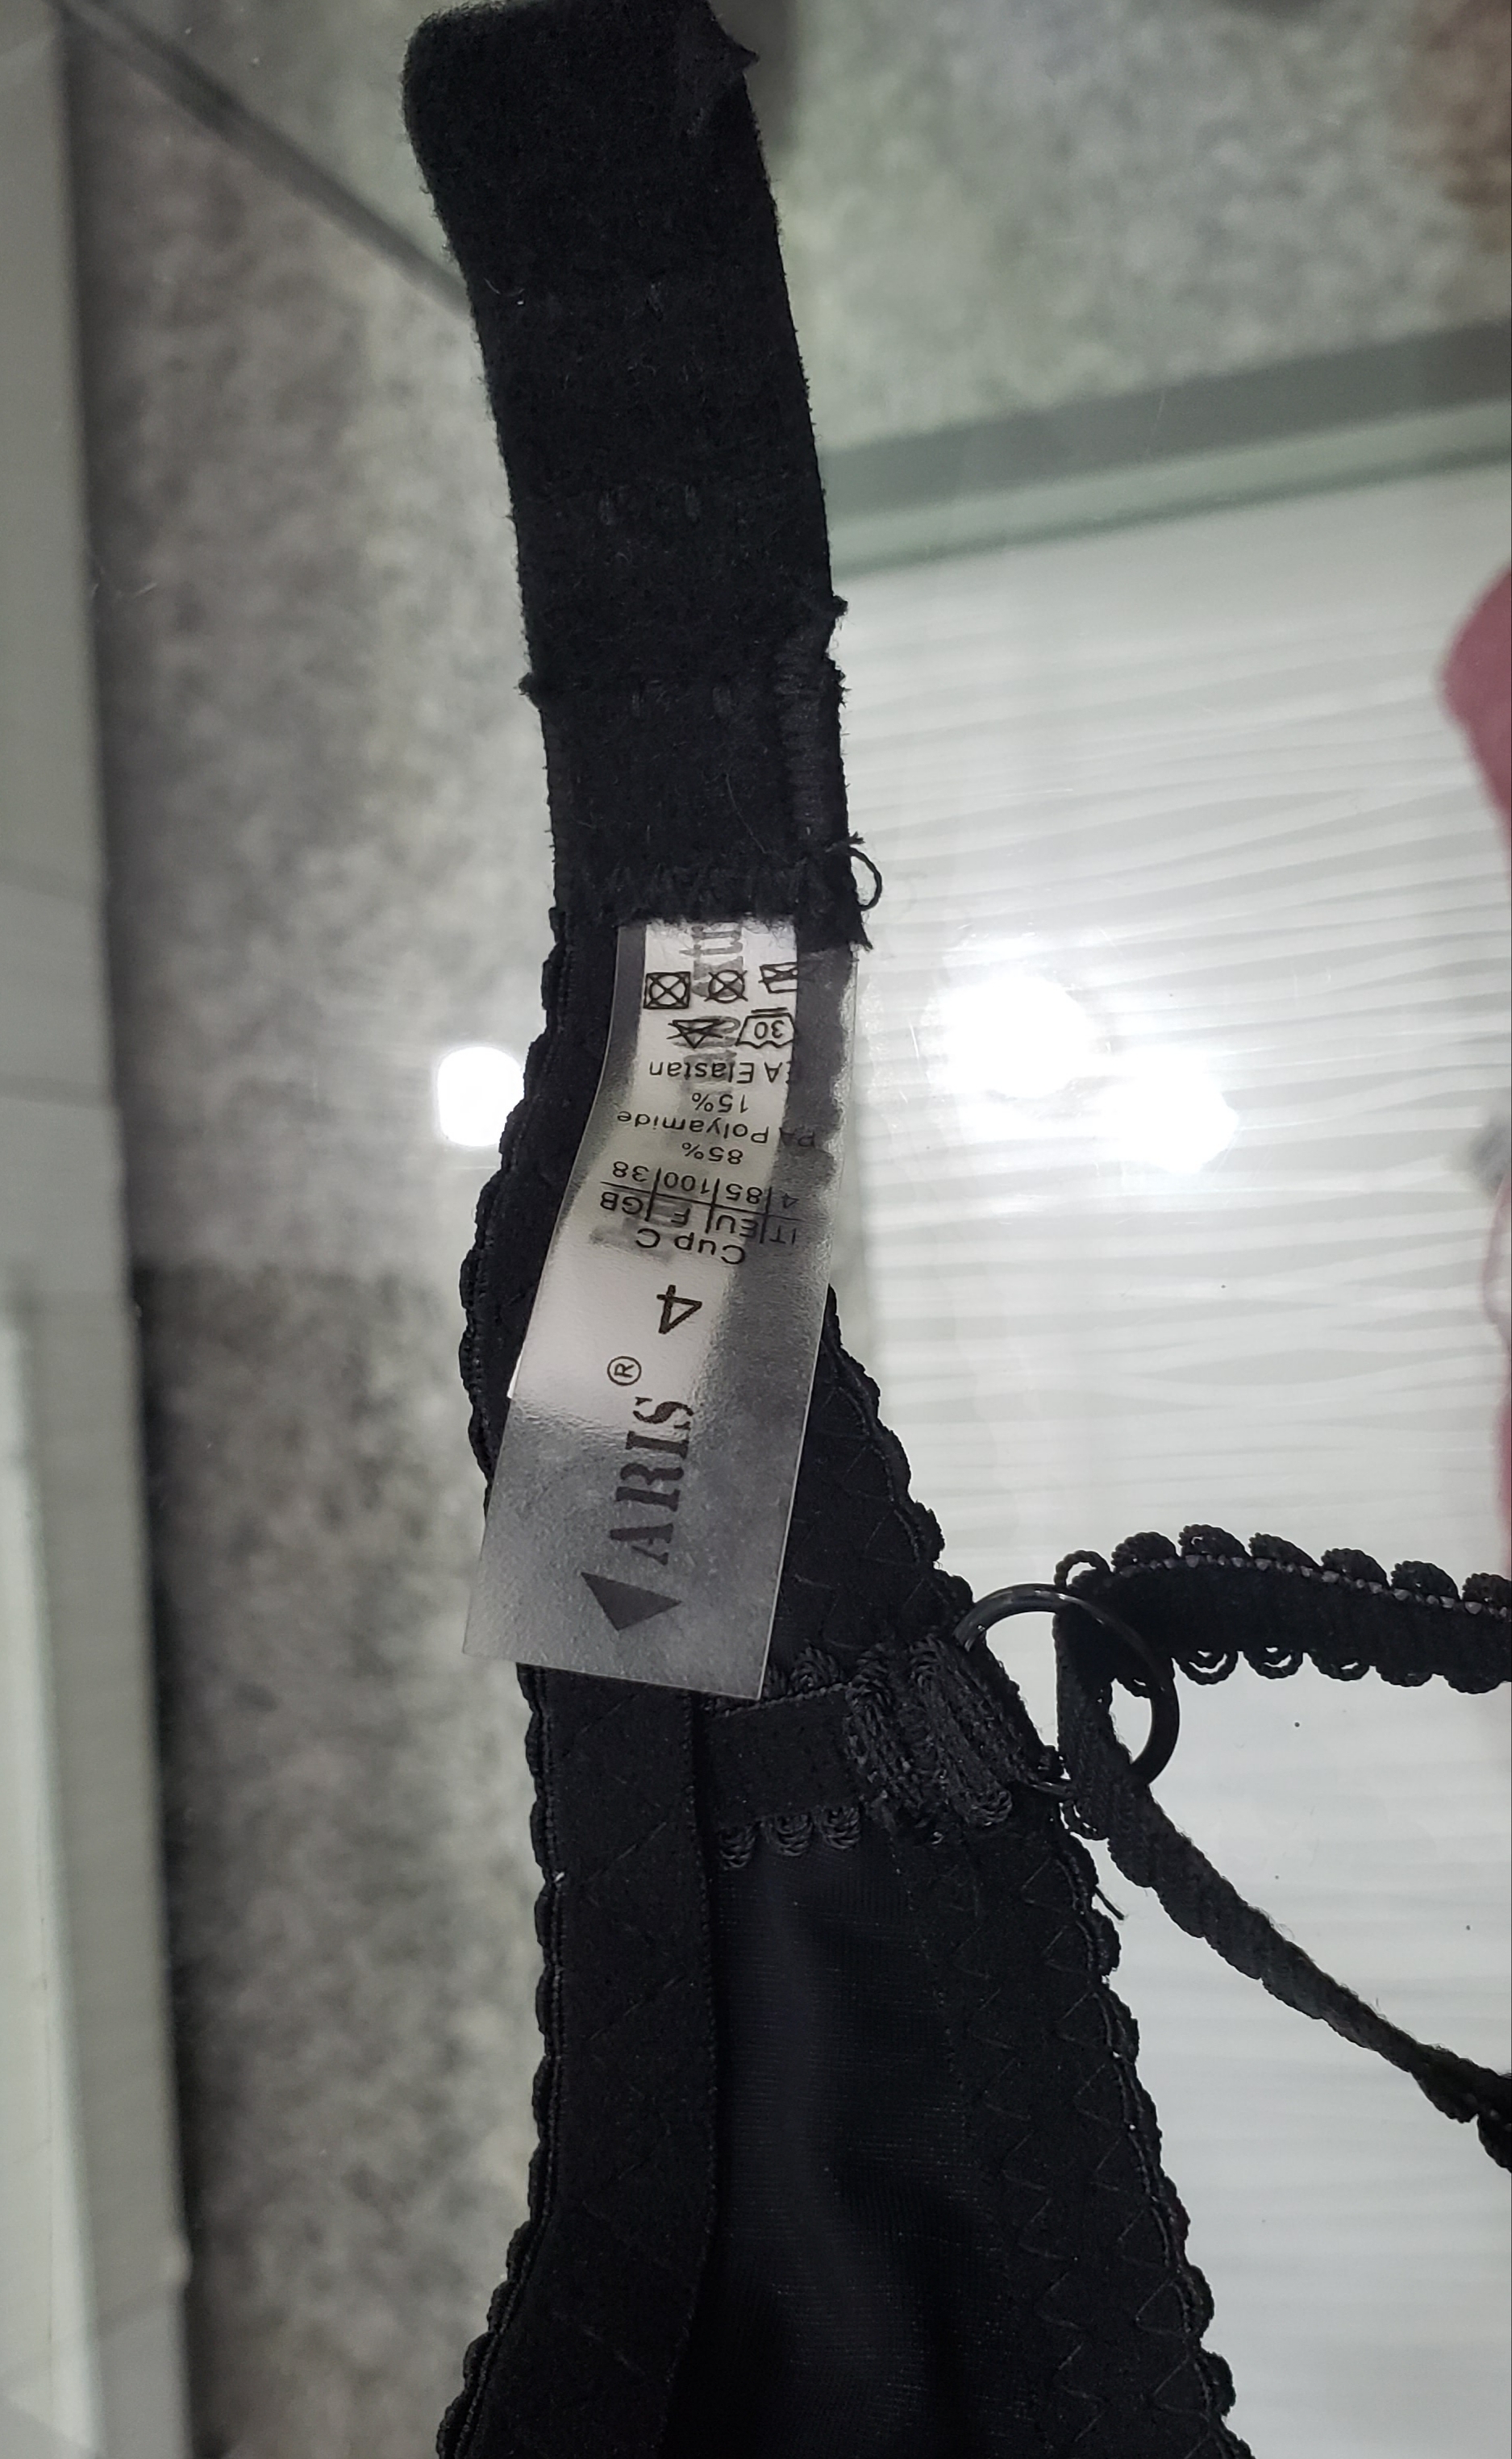 ARIS®
4
Cup C
IT|EU|F|GB
4|85|100|38
85%
PA Polyamide
15%
EA Elastan
30